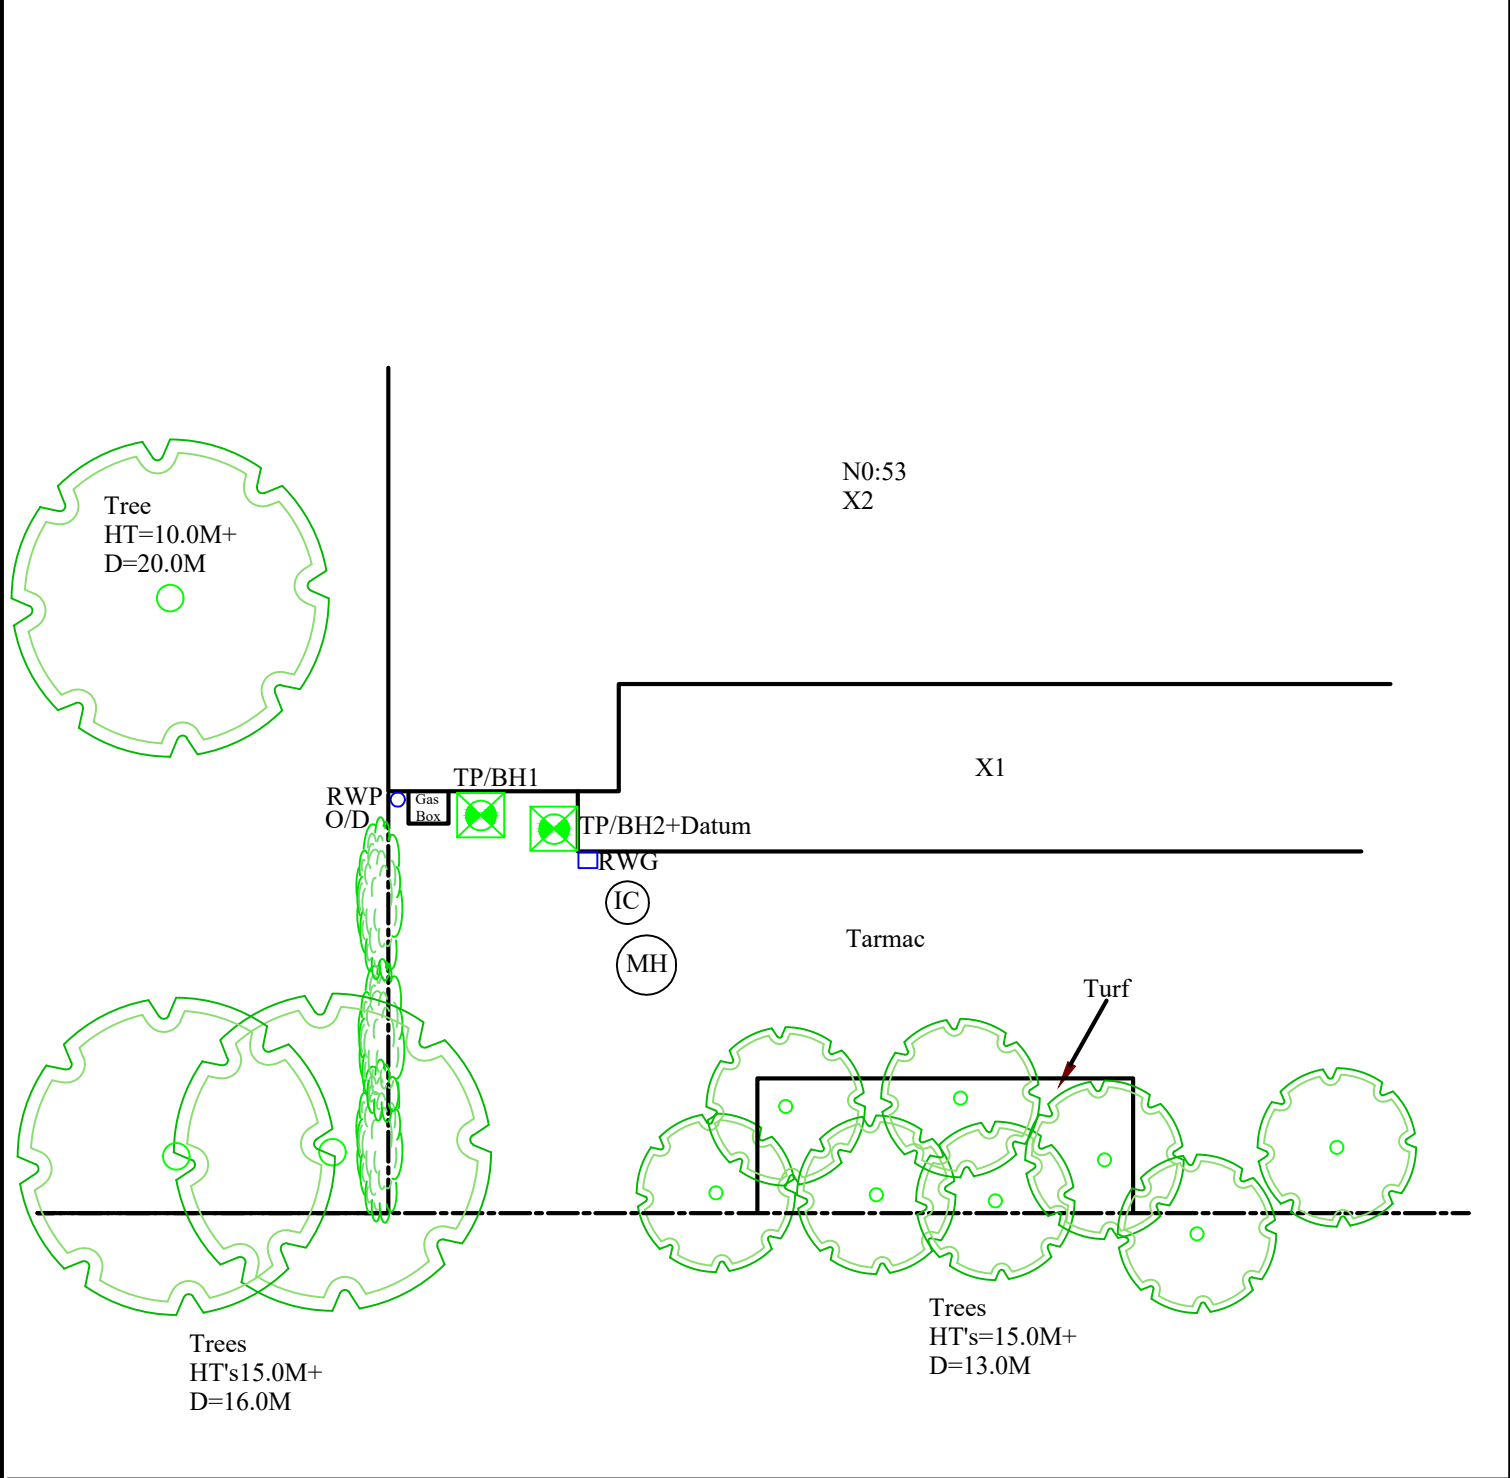 N0:53
X2
Tree
HT=10.0M+
D=20.0M
X1
TP/BH1
RWP
O/D
Gas
Box
TP/BH2+Datum
RWG
IC
Tarmac
MH
Turf
Trees
HT's=15.0M+
D=13.0M
Trees
HT's15.0M+
D=16.0M